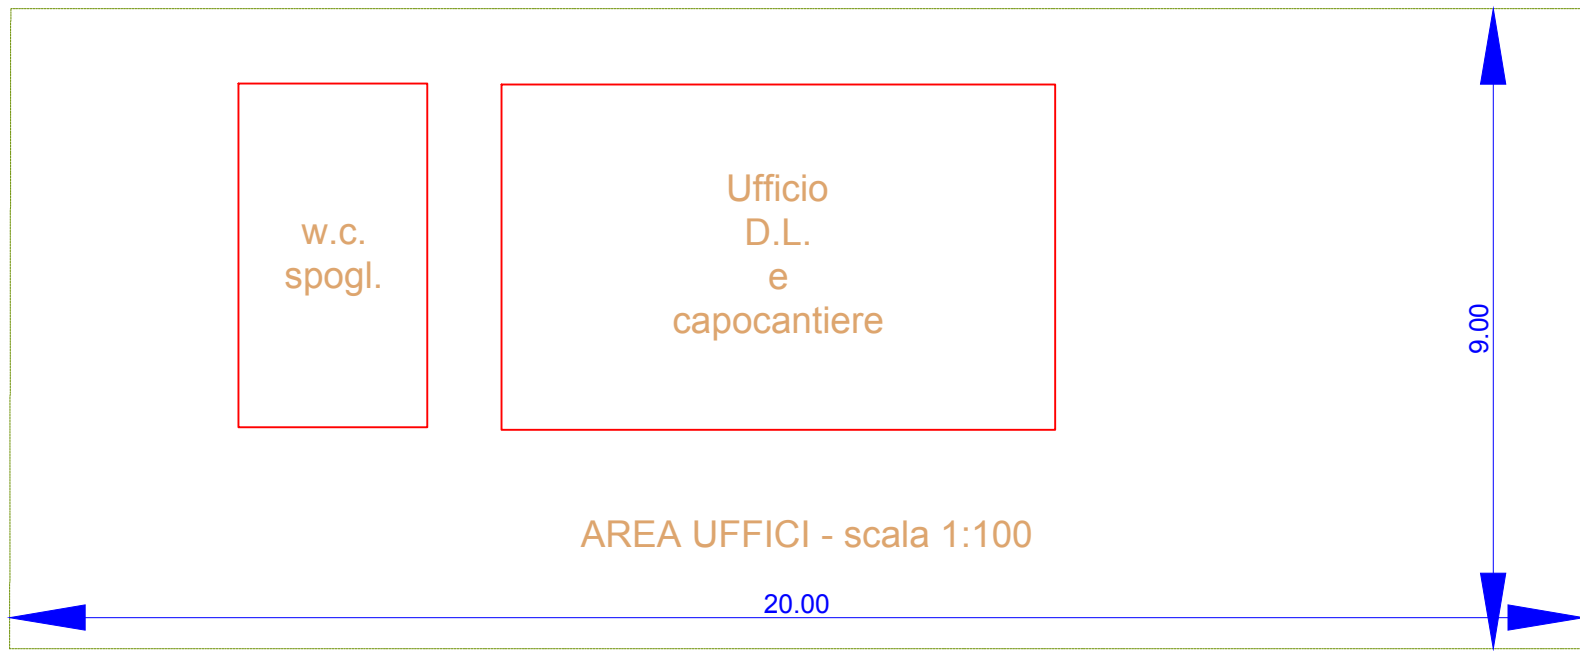 w.c.
spogl.
Ufficio
D.L.
e
capocantiere
9.00
AREA UFFICI - scala 1:100
20.00